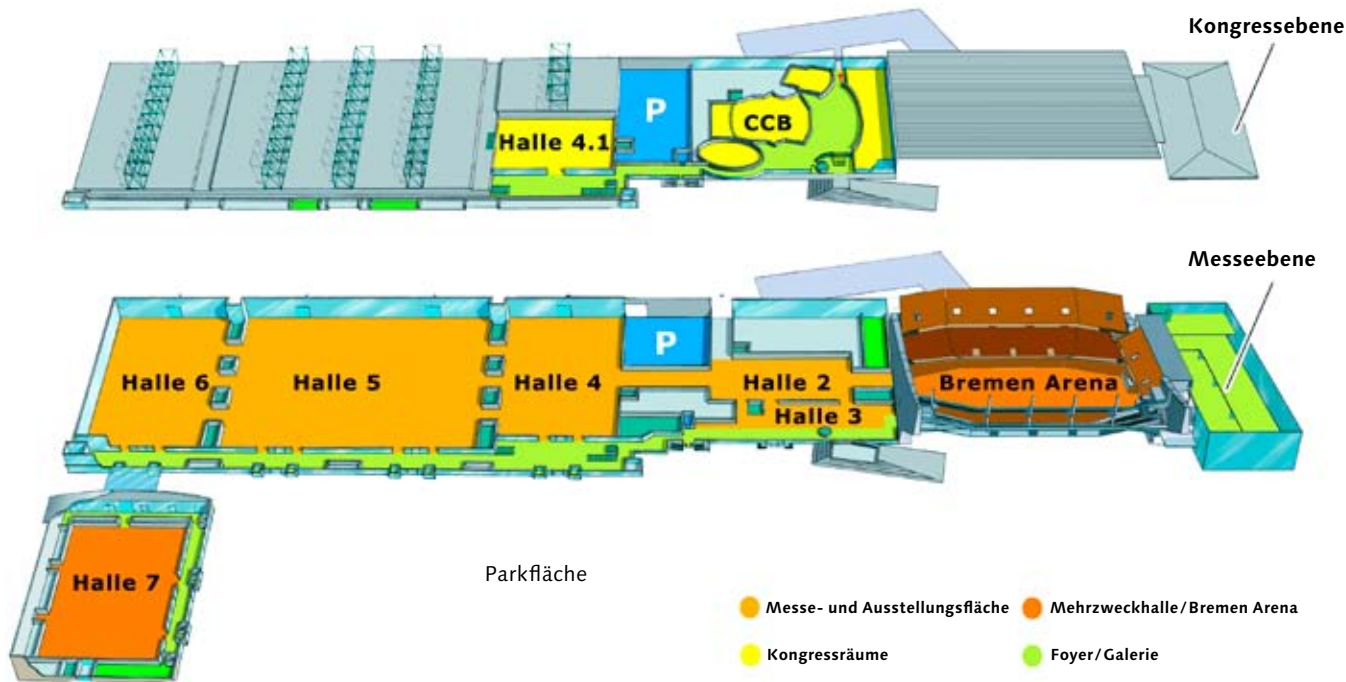 Kongressebene
P
CCB
Halle 4.1
Messeebene
P
Halle 6
Halle 5
Halle 4
Halle 2
Bremen Arena
Halle 3
Halle 7
Parkfläche
Messe- und Ausstellungsfläche
Mehrzweckhalle/Bremen Arena
Kongressräume
Foyer/Galerie